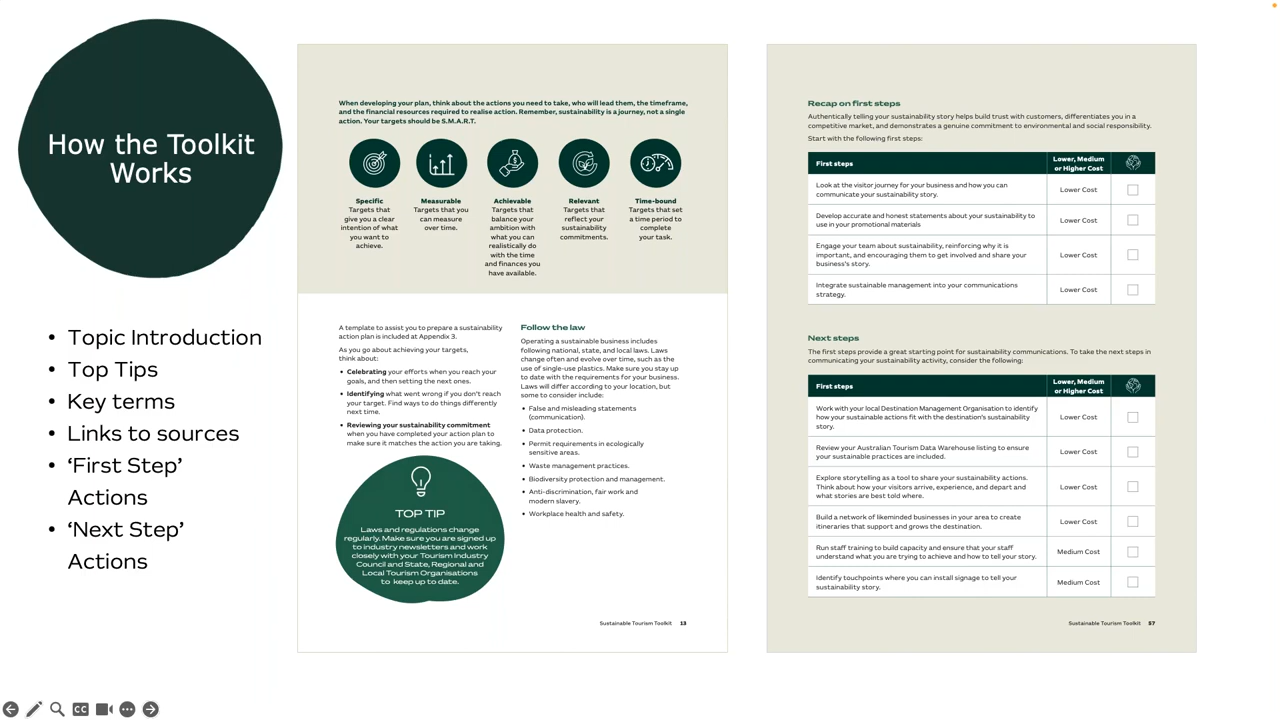 How the Toolkit
Works
• Topic Introduction
• Top Tips
• Key terms
• Links to sources
• ‘First Step’
Actions
• ‘Next Step’
Actions
When developing your plan, think about the actions you need to take, who will lead them, the timeframe,
and the financial resources required to realise action. Remember, sustainability is a journey, not a single
action. Your targets should be S.M.A.R.T.
Specific
Targets that
give you a clear
intention of what
you want to
achieve.
Measurable
Targets that you
can measure
over time.
Achievable
Targets that
balance your
ambition with
what you can
realistically do
with the time
and finances you
have available.
Relevant
Targets that
reflect your
sustainability
commitments.
Time-bound
Targets that set
a time period to
complete
your task.
A template to assist you to prepare a sustainability
action plan is included at Appendix 3.
As you go about achieving your targets,
think about:
• Celebrating your efforts when you reach your
goals, and then setting the next ones.
• Identifying what went wrong if you don't reach
your target. Find ways to do things differently
next time.
• Reviewing your sustainability commitment
when you have completed your action plan to
make sure it matches the action you are taking.
TOP TIP
Laws and regulations change
regularly. Make sure you are signed up
to industry newsletters and work
closely with your Tourism Industry
Council and State, Regional and
Local Tourism Organisations
to keep up to date.
Follow the law
Operating a sustainable business includes
following national, state, and local laws. Laws
change often and evolve over time, such as the
use of single-use plastics. Make sure you stay up
to date with the requirements for your business.
Laws will differ according to your location, but
some to consider include:
• False and misleading statements
(communication).
• Data protection.
• Permit requirements in ecologically
sensitive areas.
• Waste management practices.
• Biodiversity protection and management.
• Anti-discrimination, fair work and
modern slavery.
• Workplace health and safety.
Sustainable Tourism Toolkit 13
Recap on first steps
Authentically telling your sustainability story helps build trust with customers, differentiates you in a
competitive market, and demonstrates a genuine commitment to environmental and social responsibility.
Start with the following first steps:
First steps
Lower, Medium
or Higher Cost
Look at the visitor journey for your business and how you can
communicate your sustainability story.
Lower Cost
Develop accurate and honest statements about your sustainability to
use in your promotional materials
Lower Cost
Engage your team about sustainability, reinforcing why it is
important, and encouraging them to get involved and share your
business's story.
Lower Cost
Integrate sustainable management into your communications
strategy.
Lower Cost
Next steps
The first steps provide a great starting point for sustainability communications. To take the next steps in
communicating your sustainability activity, consider the following:
First steps
Lower, Medium
or Higher Cost
Work with your local Destination Management Organisation to identify
how your sustainable actions fit with the destination's sustainability
story.
Lower Cost
Review your Australian Tourism Data Warehouse listing to ensure
your sustainable practices are included.
Lower Cost
Explore storytelling as a tool to share your sustainability actions.
Think about how your visitors arrive, experience, and depart and
what stories are best told where.
Lower Cost
Build a network of likeminded businesses in your area to create
itineraries that support and grows the destination.
Lower Cost
Run staff training to build capacity and ensure that your staff
understand what you are trying to achieve and how to tell your story.
Medium Cost
Identify touchpoints where you can install signage to tell your
sustainability story.
Medium Cost
Sustainable Tourism Toolkit 57
CC